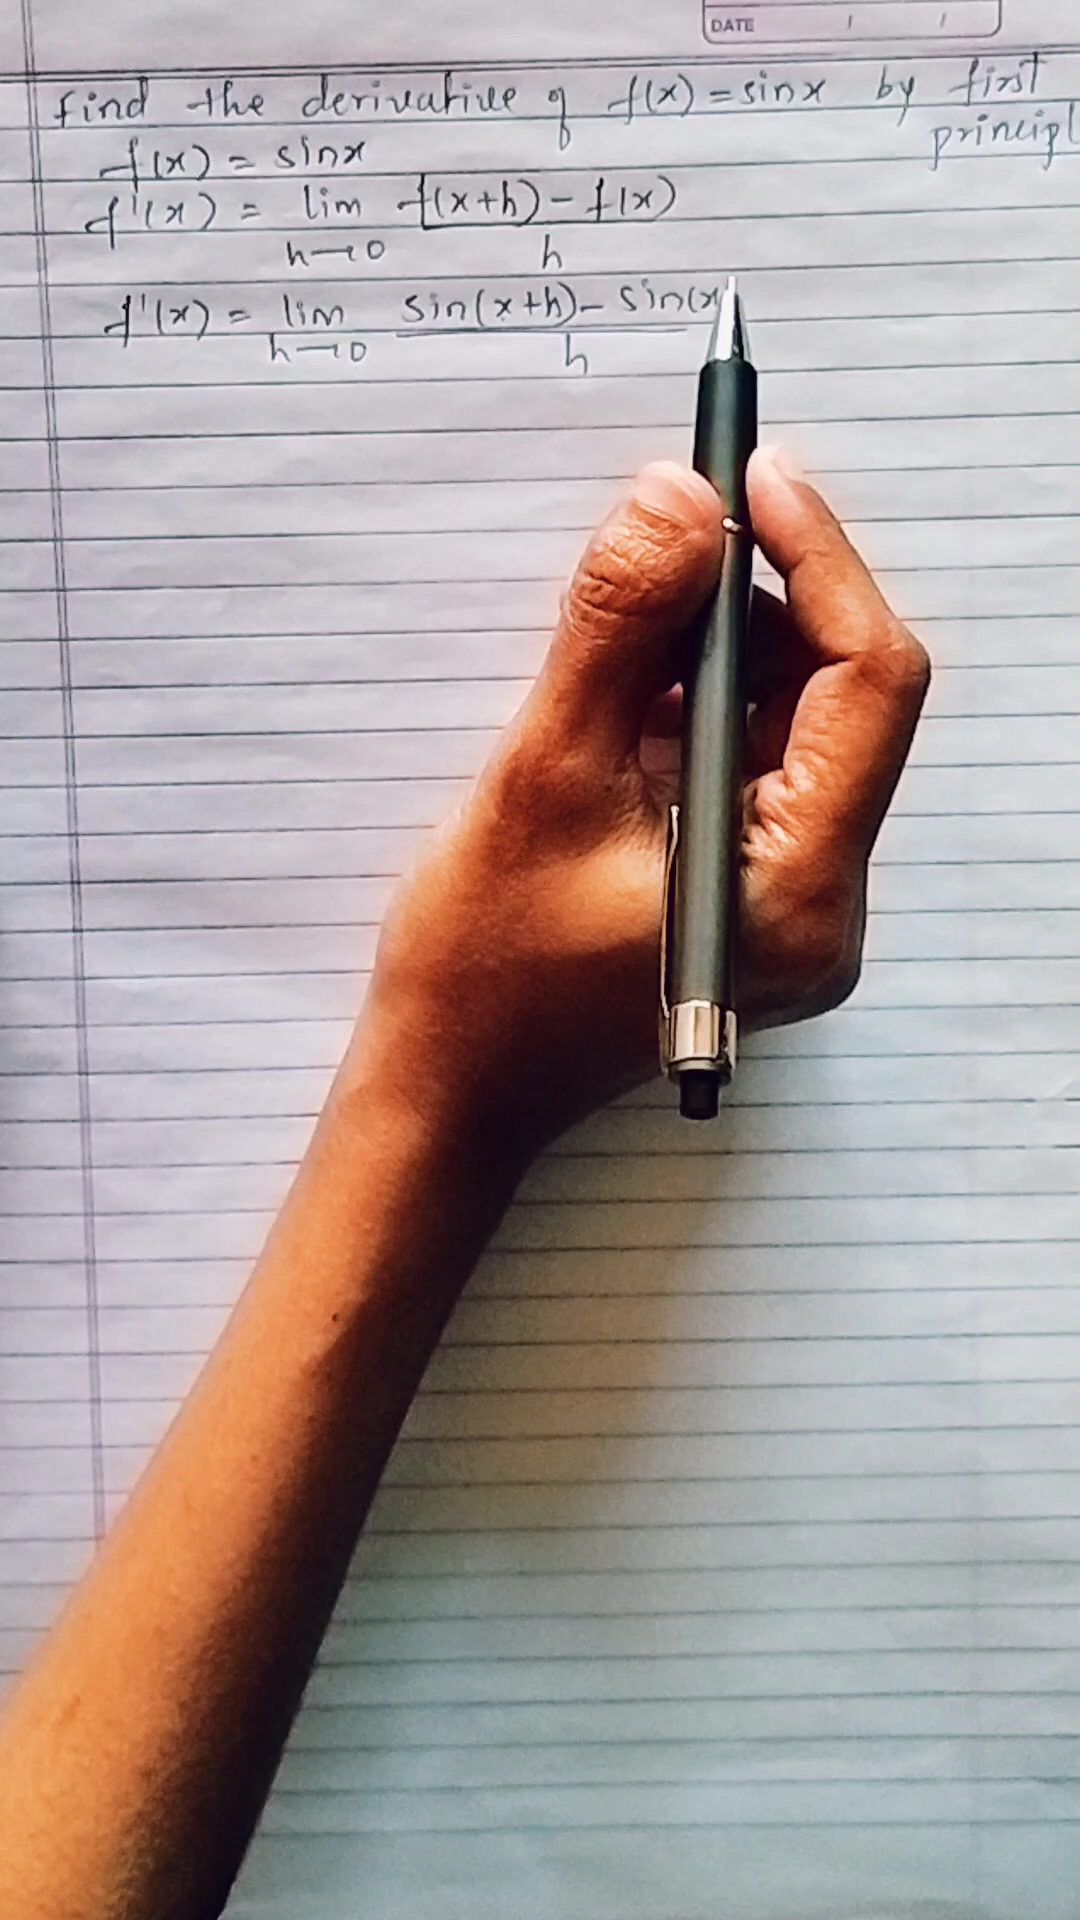 DATE / /
Find the derivative of f(x) = sinx by first
principl
f(x) = sinx
f'(x) = lim f(x+h) - f(x)
h→0 h
f'(x) = lim sin(x+h) - sin(x
h→0 h